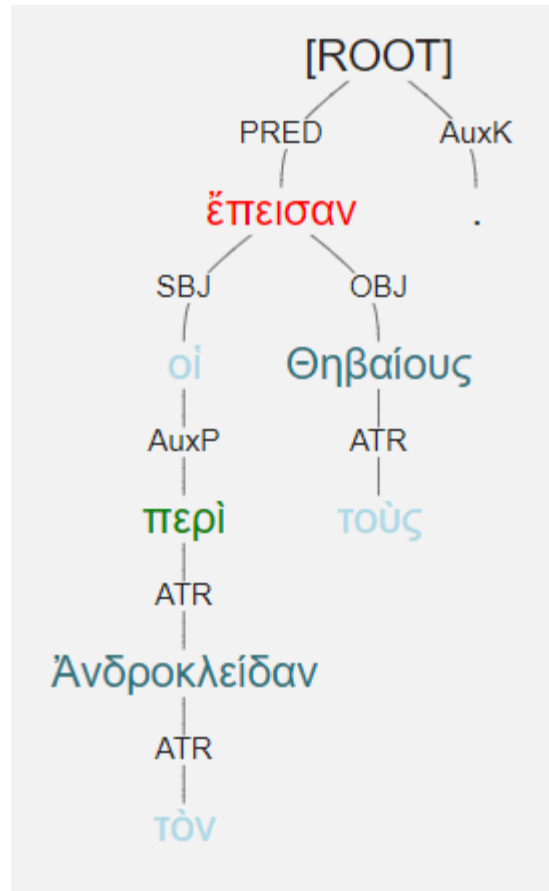 [ROOT]
PRED AuxK
ἔπεισαν .
SBJ OBJ
οἱ Θηβαίους
AuxP ATR
περὶ τοὺς
ATR
Ἀνδροκλείδαν
ATR
τὸν